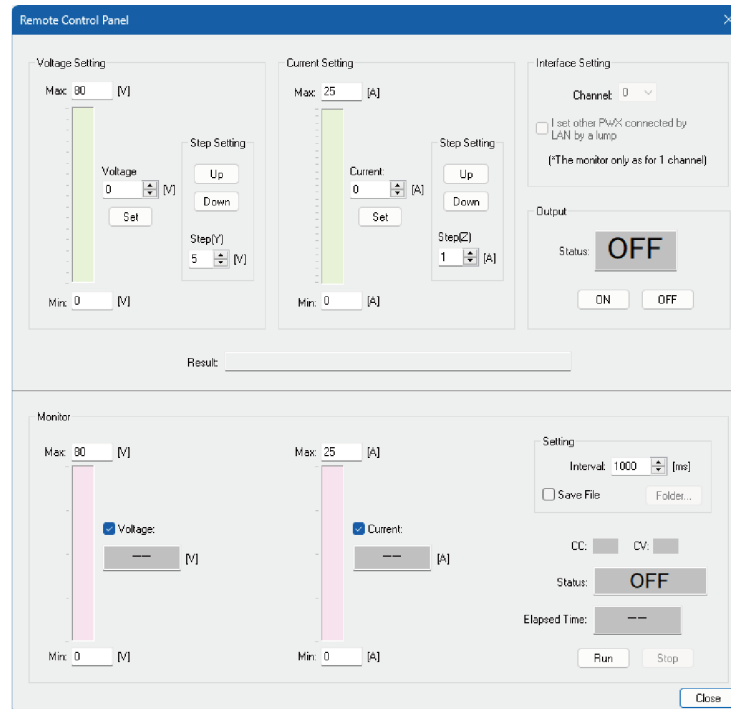 Remote Control Panel
Voltage Setting
Max: 80 [V]
Voltage
0 [V]
Set
Step Setting
Up
Down
Step(Y)
5 [V]
Min: 0 [V]
Current Setting
Max: 25 [A]
Current:
0 [A]
Set
Step Setting
Up
Down
Step(Z)
1 [A]
Min: 0 [A]
Interface Setting
Channel: 0
I set other PWX connected by
LAN by a lump
(*The monitor only as for 1 channel)
Output
Status: OFF
ON OFF
Result:
Monitor
Max: 80 [V]
Voltage:
-- [V]
Min: 0 [V]
Max: 25 [A]
Current:
-- [A]
Min: 0 [A]
Setting
Interval: 1000 [ms]
Save File Folder...
CC: CV:
Status: OFF
Elapsed Time: --
Run Stop
Close